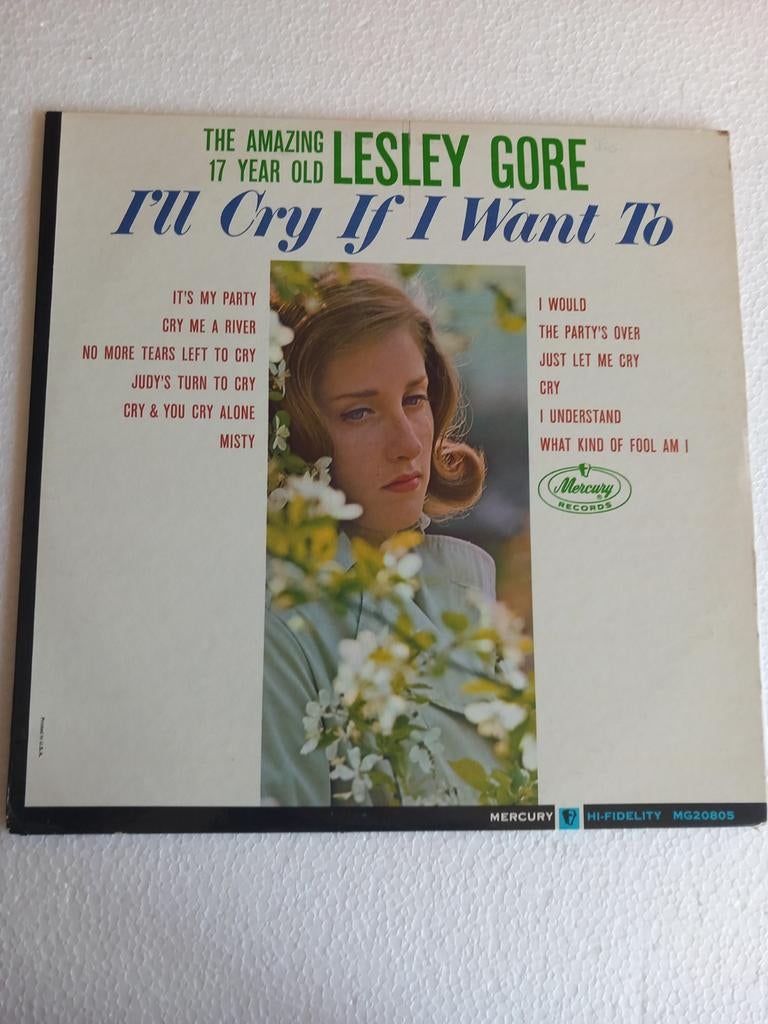 THE AMAZING
17 YEAR OLD
LESLEY GORE
I'll Cry If I Want To
IT'S MY PARTY
CRY ME A RIVER
NO MORE TEARS LEFT TO CRY
JUDY'S TURN TO CRY
CRY & YOU CRY ALONE
MISTY
I WOULD
THE PARTY'S OVER
JUST LET ME CRY
CRY
I UNDERSTAND
WHAT KIND OF FOOL AM I
Mercury ®
RECORDS
Printed in U.S.A.
MERCURY HI-FIDELITY MG20805